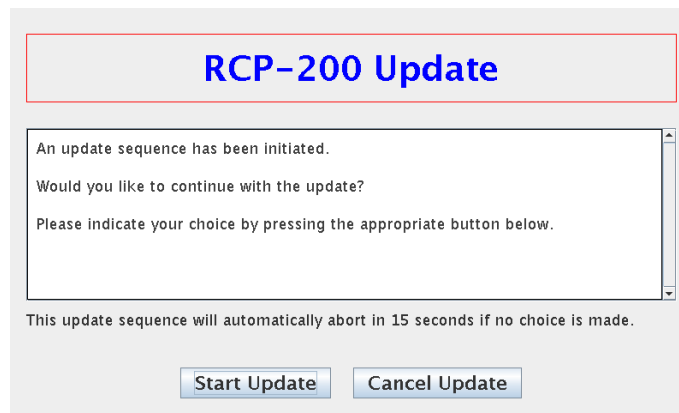 RCP-200 Update
An update sequence has been initiated.
Would you like to continue with the update?
Please indicate your choice by pressing the appropriate button below.
This update sequence will automatically abort in 15 seconds if no choice is made.
Start Update
Cancel Update